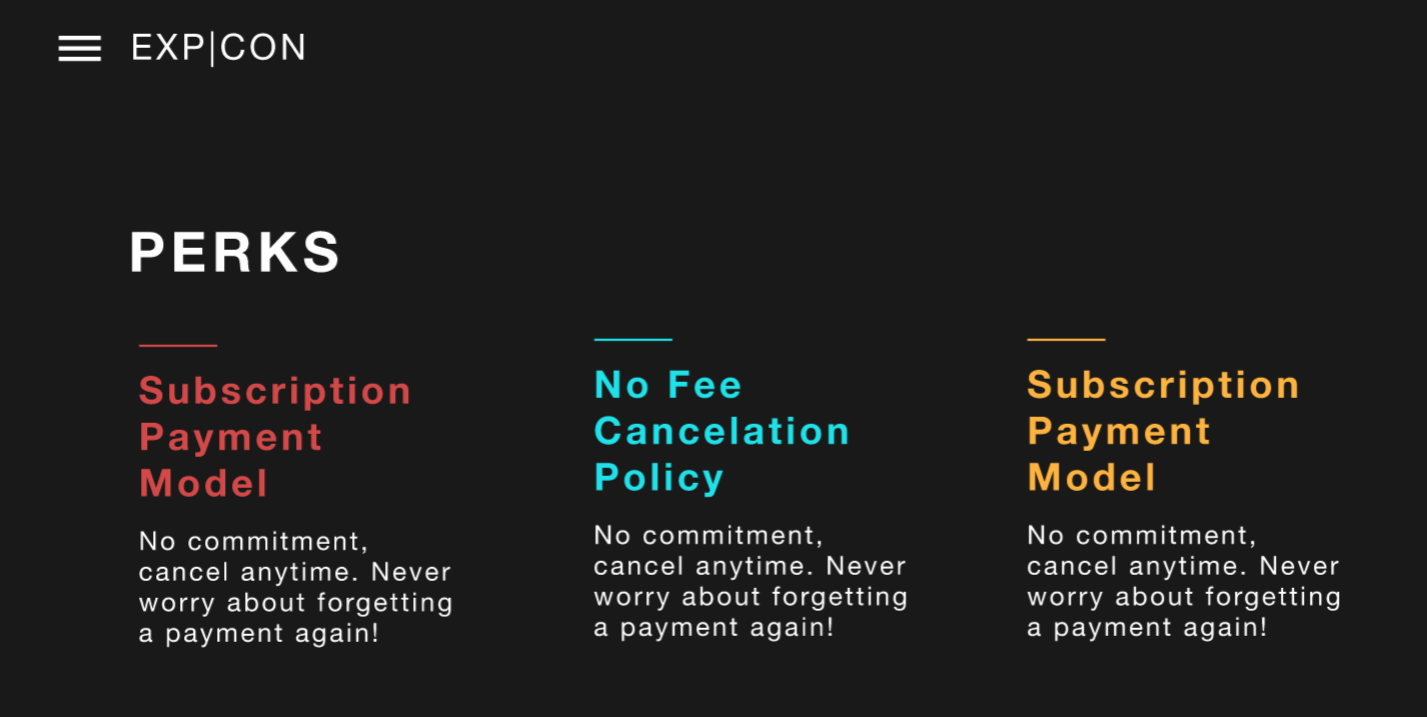 EXP|CON
PERKS
Subscription
Payment
Model
No commitment,
cancel anytime. Never
worry about forgetting
a payment again!
No Fee
Cancelation
Policy
No commitment,
cancel anytime. Never
worry about forgetting
a payment again!
Subscription
Payment
Model
No commitment,
cancel anytime. Never
worry about forgetting
a payment again!